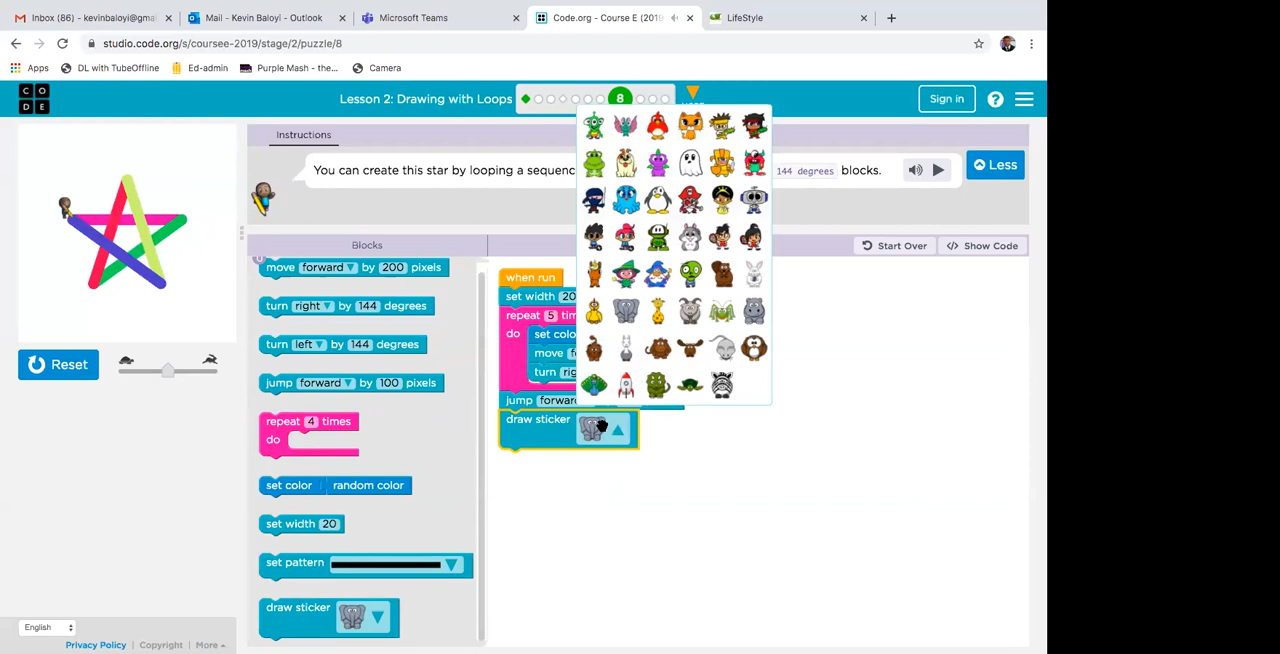 Inbox (86) - kevinbaloyi@gma
Mail - Kevin Baloyi - Outlook
Microsoft Teams
Code.org - Course E (2019
LifeStyle
studio.code.org/s/coursee-2019/stage/2/puzzle/8
Apps
DL with TubeOffline
Ed-admin
Purple Mash - the...
Camera
C O D E
Lesson 2: Drawing with Loops
8
Sign in
Instructions
You can create this star by looping a sequenc
144 degrees blocks.
Less
Blocks
Start Over
Show Code
move forward by 200 pixels
turn right by 144 degrees
turn left by 144 degrees
jump forward by 100 pixels
repeat 4 times
do
set color random color
set width 20
set pattern
draw sticker
when run
set width 20
repeat 5 tim
do
set colo
move f
turn rig
jump forwar
draw sticker
Reset
English
Privacy Policy
Copyright
More